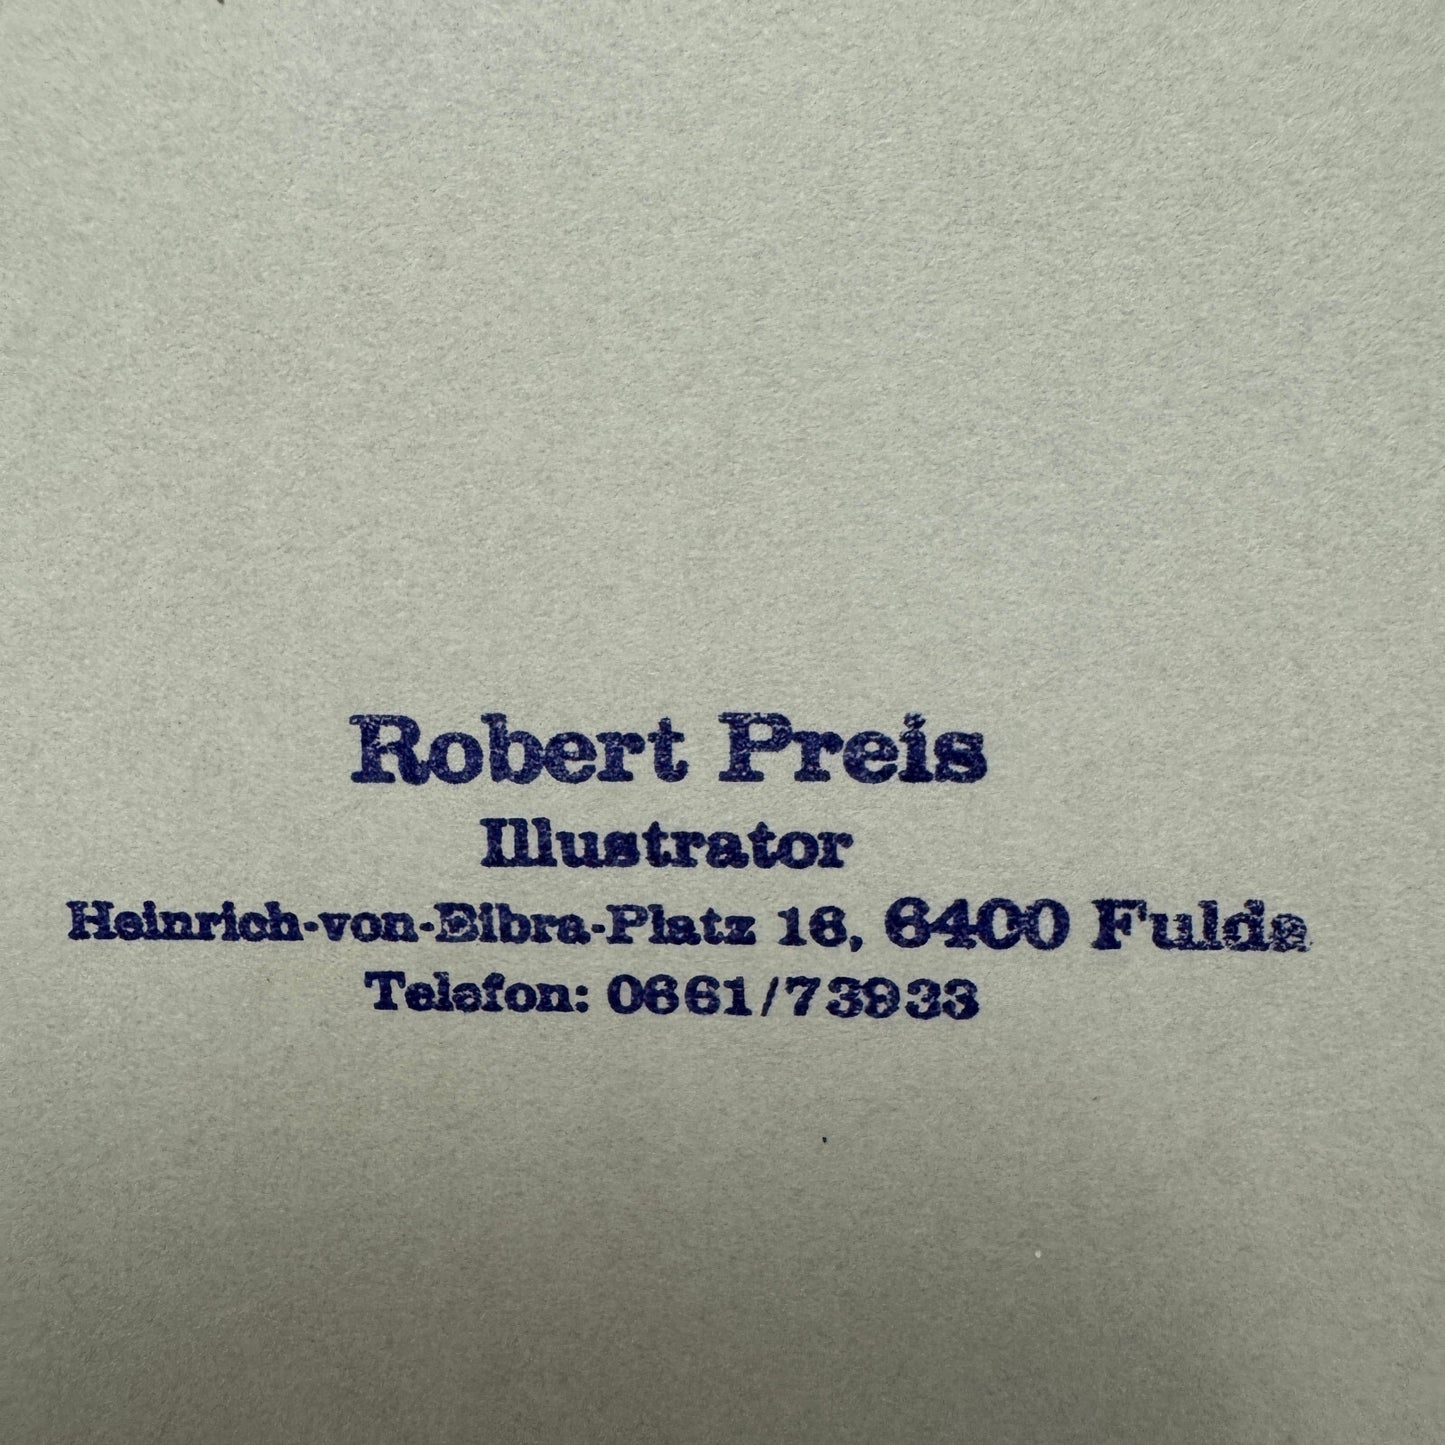 Robert Preis
Illustrator
Heinrich-von-Bibra-Platz 16, 6400 Fulda
Telefon: 0661/73933